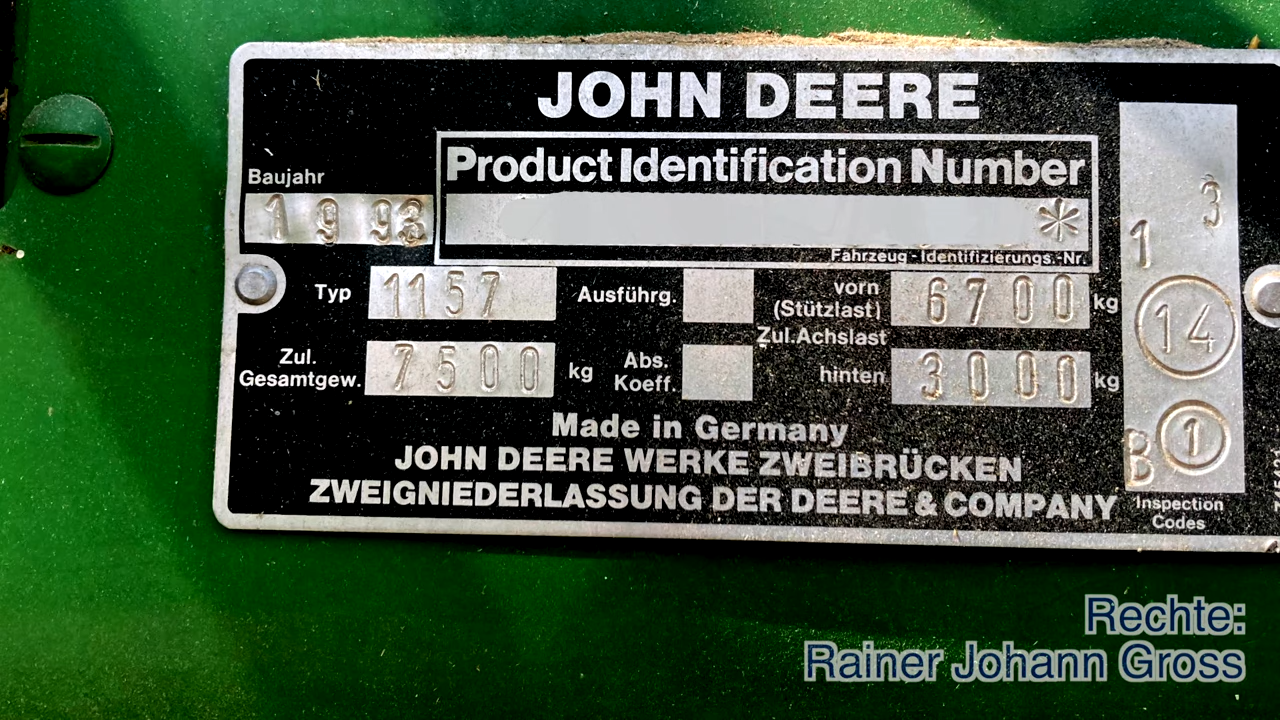 JOHN DEERE
Product Identification Number
Baujahr
1993
*
Fahrzeug - Identifizierungs.-Nr.
Typ 1157 Ausführg. vorn (Stützlast) 6700 kg
Zul. Achslast
Zul. Gesamtgew. 7500 kg Abs. Koeff. hinten 3000 kg
Made in Germany
JOHN DEERE WERKE ZWEIBRÜCKEN
ZWEIGNIEDERLASSUNG DER DEERE & COMPANY
3
1
14
1
B
Inspection
Codes
Rechte:
Rainer Johann Gross